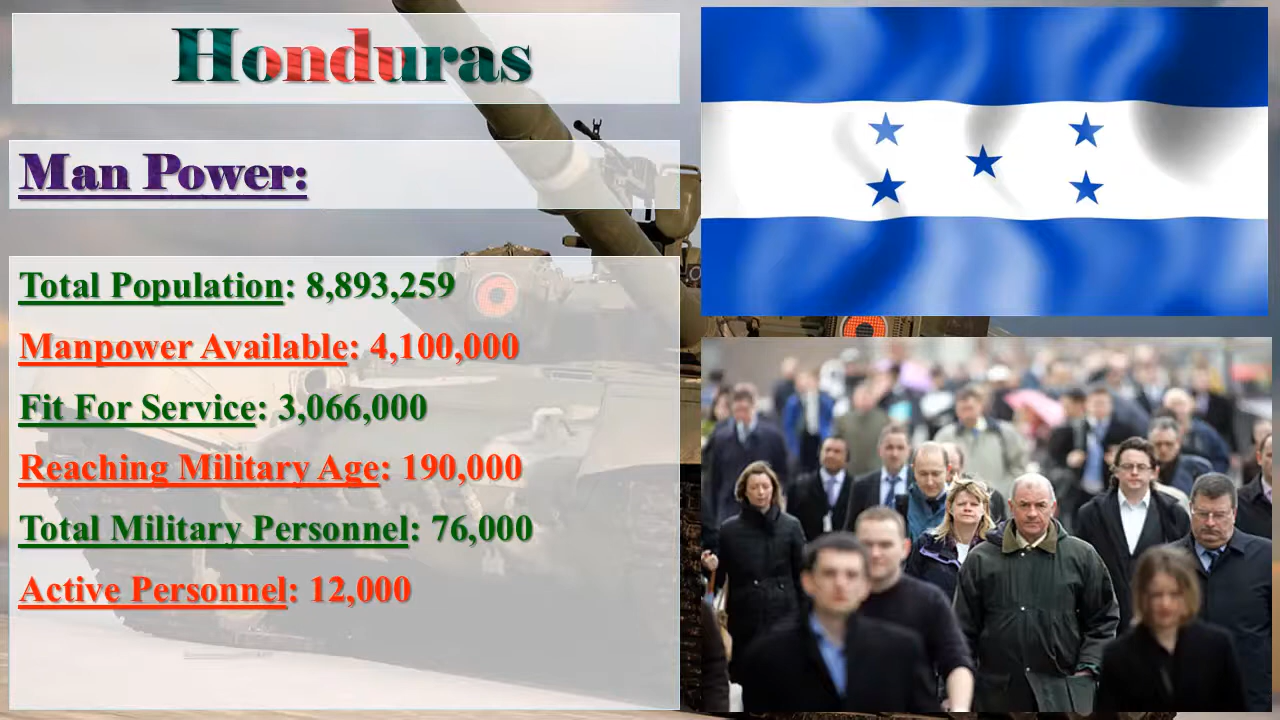 Honduras
Man Power:
Total Population: 8,893,259
Manpower Available: 4,100,000
Fit For Service: 3,066,000
Reaching Military Age: 190,000
Total Military Personnel: 76,000
Active Personnel: 12,000